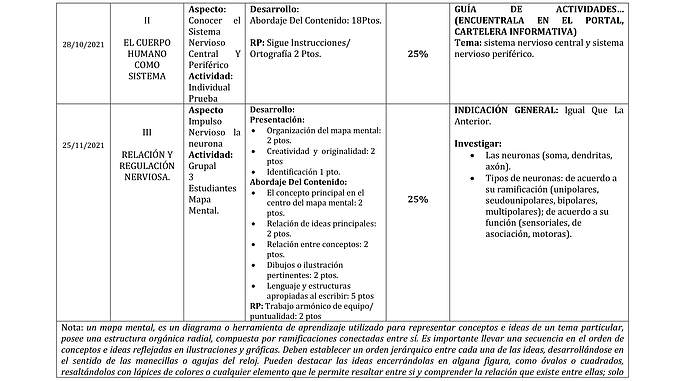 28/10/2021
II
EL CUERPO
HUMANO
COMO
SISTEMA
Aspecto:
Conocer el
Sistema
Nervioso
Central Y
Periférico
Actividad:
Individual
Prueba
Desarrollo:
Abordaje Del Contenido: 18Ptos.
RP: Sigue Instrucciones/
Ortografía 2 Ptos.
25%
GUÍA DE ACTIVIDADES…
(ENCUENTRALA EN EL PORTAL,
CARTELERA INFORMATIVA)
Tema: sistema nervioso central y sistema
nervioso periférico.
25/11/2021
III
RELACIÓN Y
REGULACIÓN
NERVIOSA.
Aspecto
Impulso
Nervioso la
neurona
Actividad:
Grupal
3
Estudiantes
Mapa
Mental.
Desarrollo:
Presentación:
• Organización del mapa mental:
2 ptos.
• Creatividad y originalidad: 2
ptos
• Identificación 1 pto.
Abordaje Del Contenido:
• El concepto principal en el
centro del mapa mental: 2
ptos.
• Relación de ideas principales:
2 ptos.
• Relación entre conceptos: 2
ptos.
• Dibujos o ilustración
pertinentes: 2 ptos.
• Lenguaje y estructuras
apropiadas al escribir: 5 ptos
RP: Trabajo armónico de equipo/
puntualidad: 2 ptos
25%
INDICACIÓN GENERAL: Igual Que La
Anterior.
Investigar:
• Las neuronas (soma, dendritas,
axón).
• Tipos de neuronas: de acuerdo a
su ramificación (unipolares,
seudounipolares, bipolares,
multipolares); de acuerdo a su
función (sensoriales, de
asociación, motoras).
Nota: un mapa mental, es un diagrama o herramienta de aprendizaje utilizado para representar conceptos e ideas de un tema particular,
posee una estructura orgánica radial, compuesta por ramificaciones conectadas entre sí. Es importante llevar una secuencia en el orden de
conceptos e ideas reflejadas en ilustraciones y gráficas. Deben establecer un orden jerárquico entre cada una de las ideas, desarrollándose en
el sentido de las manecillas o agujas del reloj. Pueden destacar las ideas encerrándolas en alguna figura, como óvalos o cuadrados,
resaltándolos con lápices de colores o cualquier elemento que le permita resaltar entre si y comprender la relación que existe entre ellas; solo